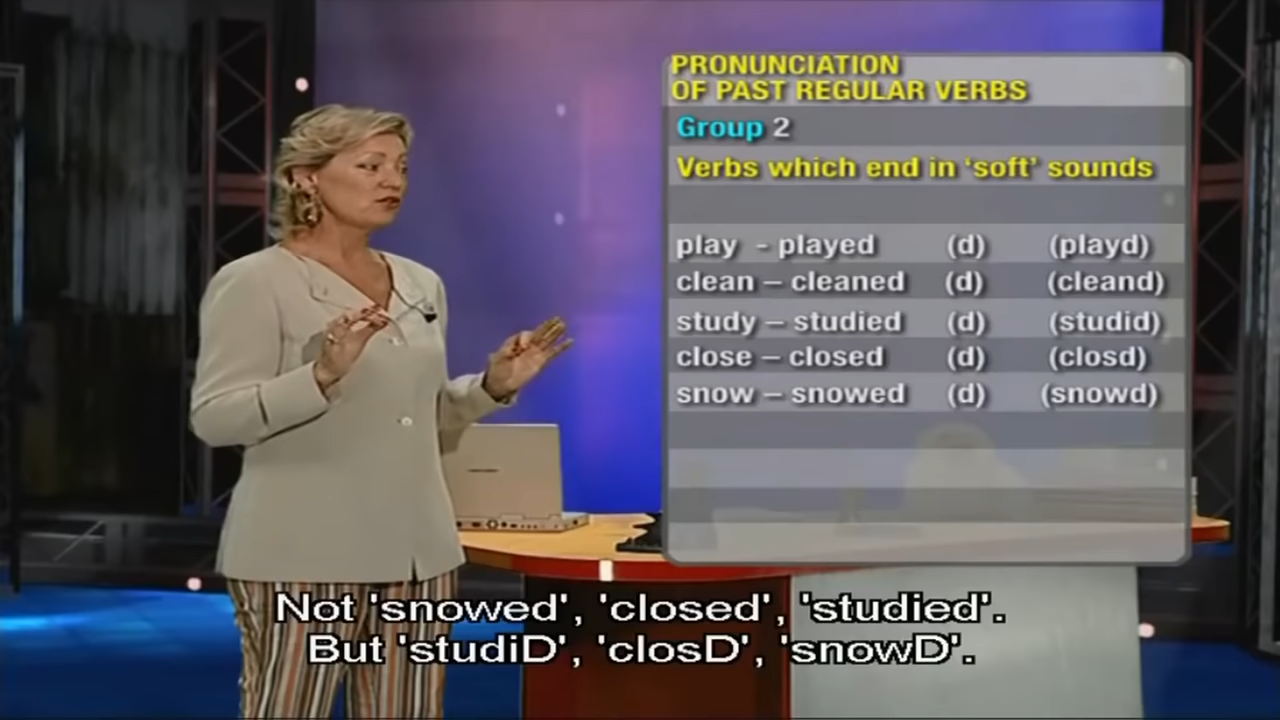 PRONUNCIATION
OF PAST REGULAR VERBS
Group 2
Verbs which end in ‘soft’ sounds
play - played (d) (playd)
clean – cleaned (d) (cleand)
study – studied (d) (studid)
close – closed (d) (closd)
snow – snowed (d) (snowd)
Not 'snowed', 'closed', 'studied'.
But 'studiD', 'closD', 'snowD'.